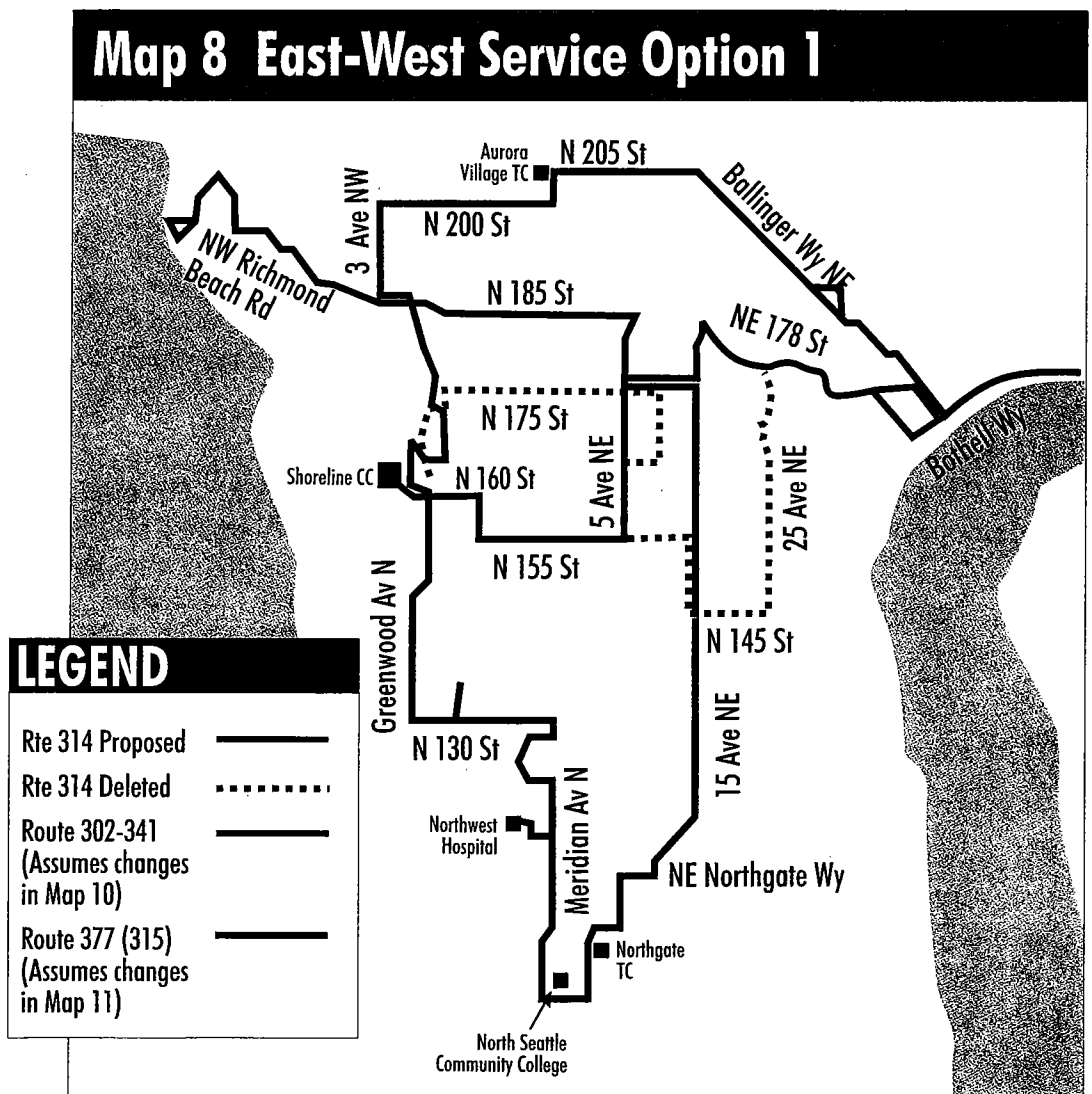 Map 8 East-West Service Option 1
Aurora
Village TC
N 205 St
3 Ave NW
N 200 St
Ballinger Wy NE
NW Richmond
Beach Rd
N 185 St
NE 178 St
N 175 St
Bothell Wy
Shoreline CC
N 160 St
5 Ave NE
25 Ave NE
N 155 St
N 145 St
Greenwood Av N
N 130 St
15 Ave NE
Northwest
Hospital
Meridian Av N
NE Northgate Wy
Northgate
TC
North Seattle
Community College
LEGEND
Rte 314 Proposed
Rte 314 Deleted
Route 302-341
(Assumes changes
in Map 10)
Route 377 (315)
(Assumes changes
in Map 11)